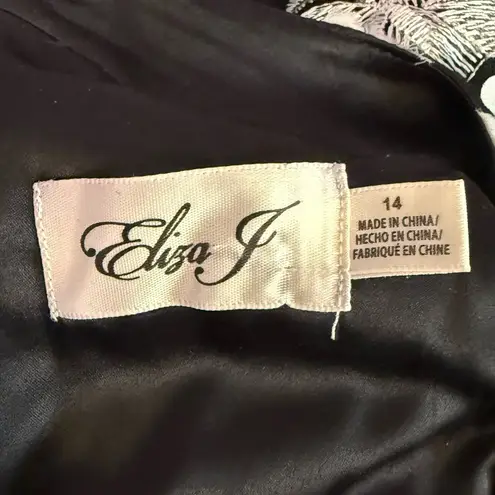 Eliza J
14
MADE IN CHINA/
HECHO EN CHINA/
FABRIQUÉ EN CHINE